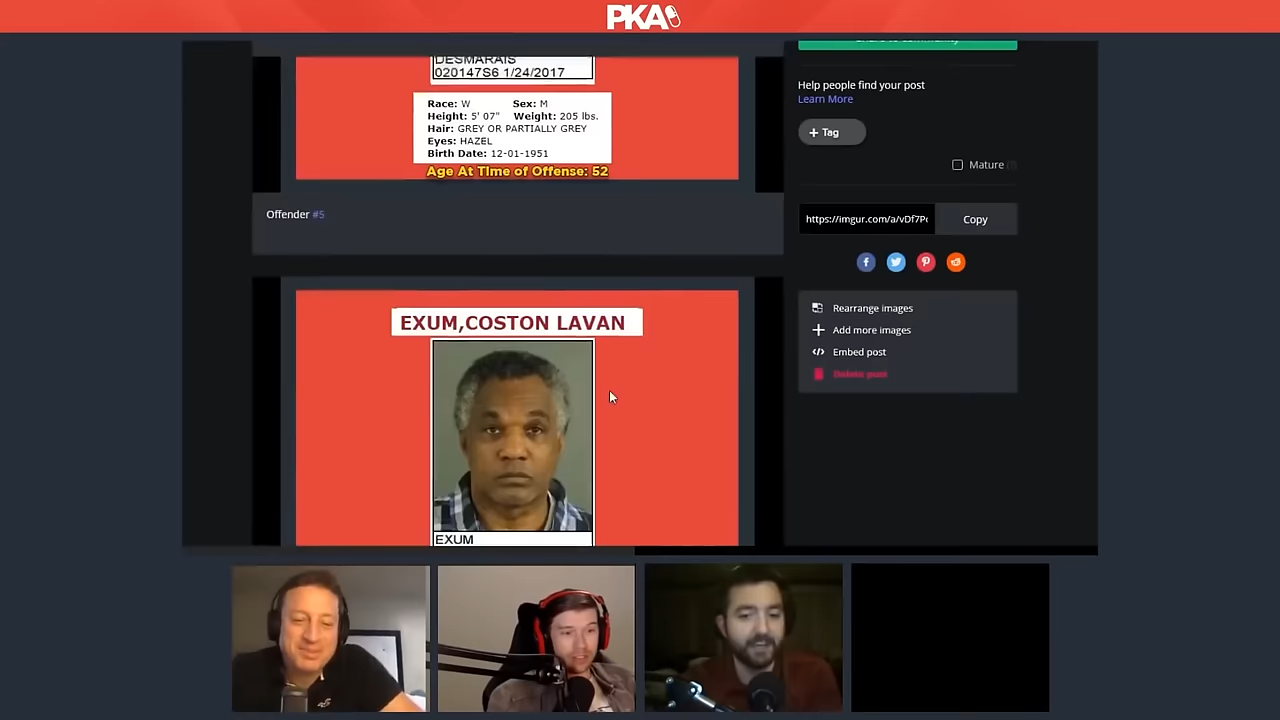 PKA
DESMARAIS
020147S6 1/24/2017
Race: W Sex: M
Height: 5' 07" Weight: 205 lbs.
Hair: GREY OR PARTIALLY GREY
Eyes: HAZEL
Birth Date: 12-01-1951
Age At Time of Offense: 52
Offender #5
EXUM,COSTON LAVAN
EXUM
Help people find your post
Learn More
+ Tag
Mature
https://imgur.com/a/vDf7P
Copy
Rearrange images
Add more images
Embed post
Delete post